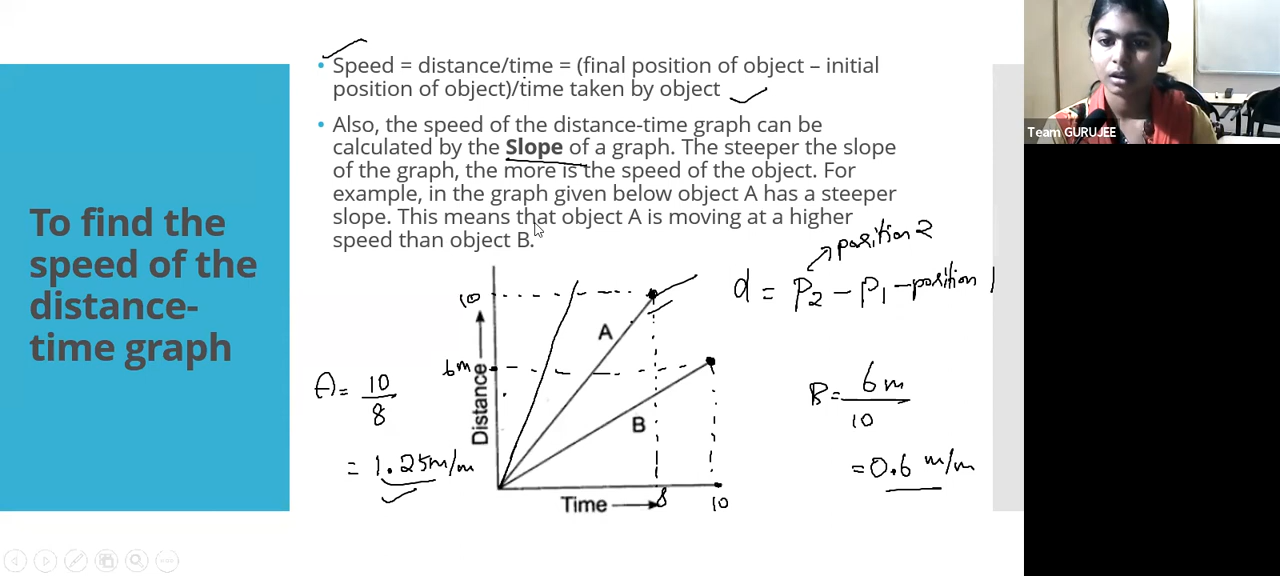 To find the
speed of the
distance-
time graph
• Speed = distance/time = (final position of object – initial
position of object)/time taken by object
• Also, the speed of the distance-time graph can be
calculated by the Slope of a graph. The steeper the slope
of the graph, the more is the speed of the object. For
example, in the graph given below object A has a steeper
slope. This means that object A is moving at a higher
speed than object B.
position 2
d = P2 – P1 – position 1
10
6m
A
B
Distance
Time
8
10
A = 10
8
= 1.25m/m
B = 6m
10
= 0.6 m/m
Team GURUJEE